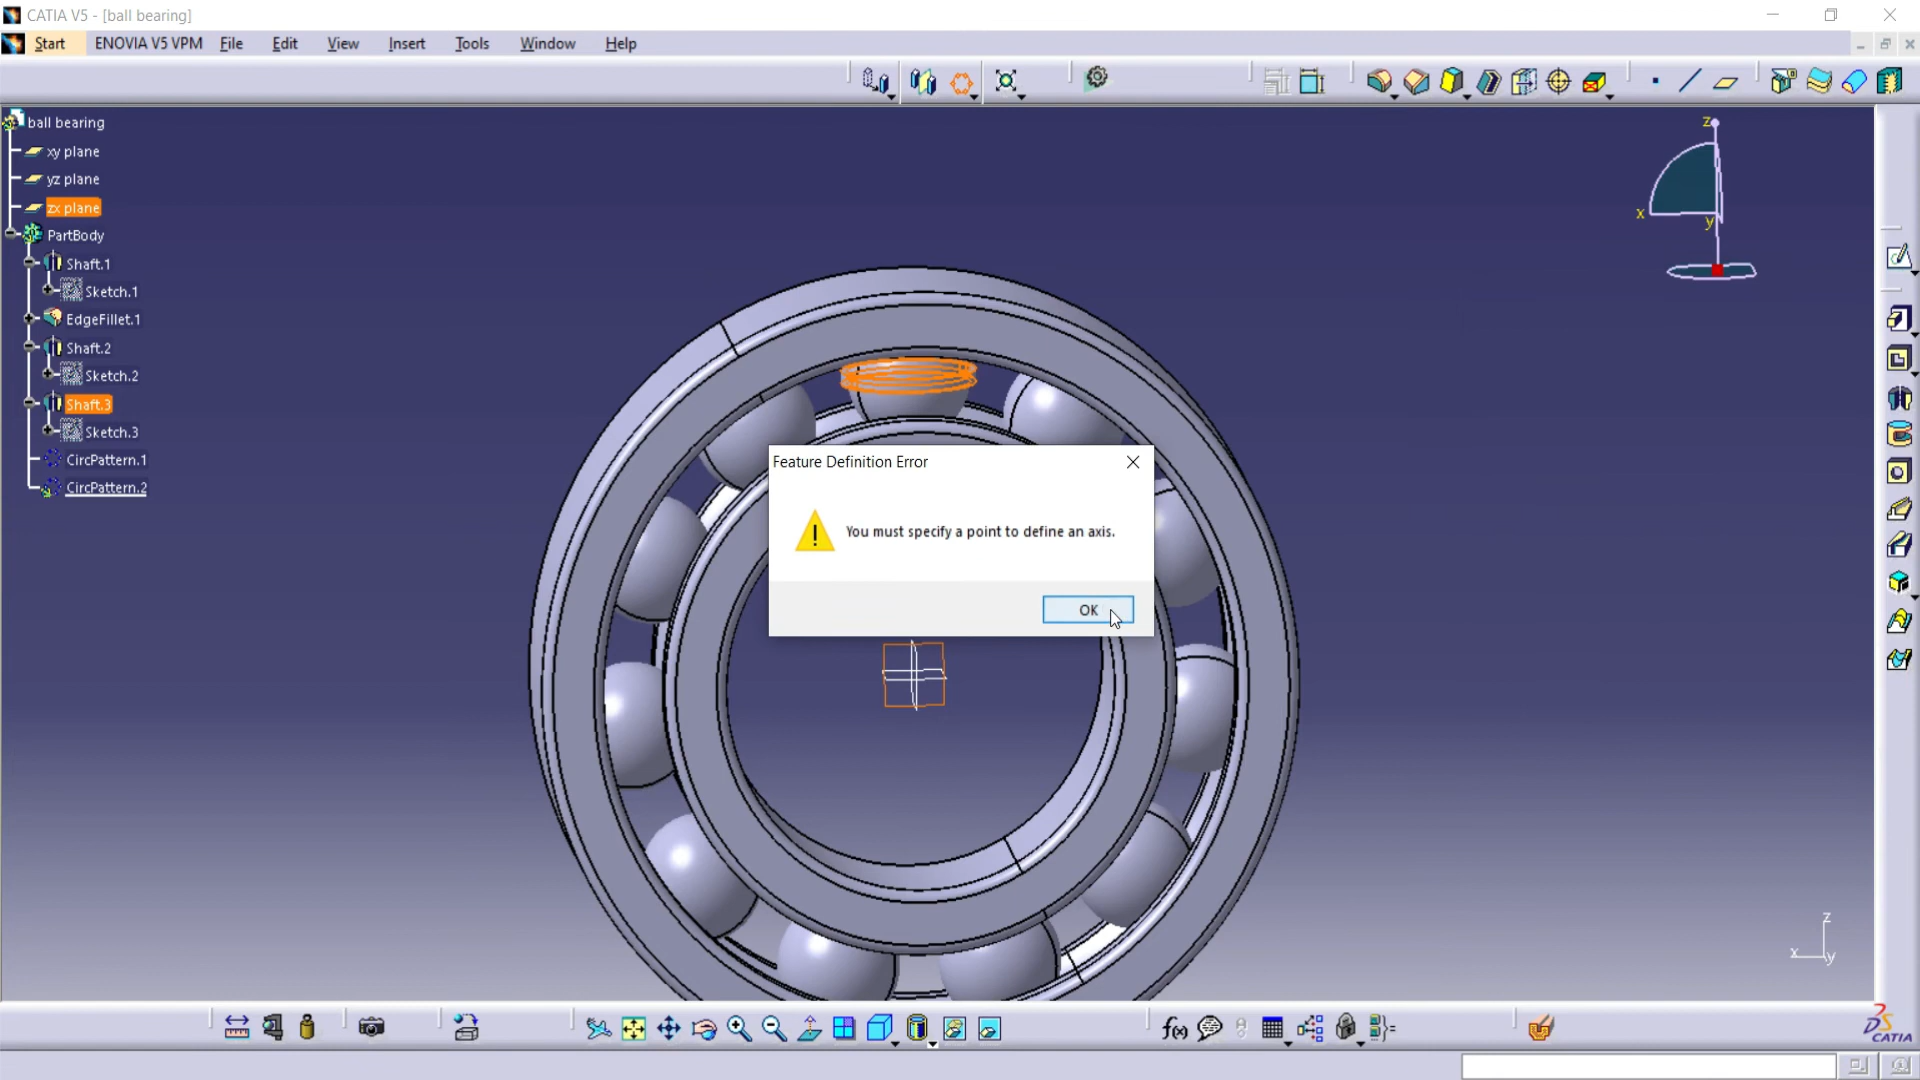 CATIA V5 - [ball bearing]
Start ENOVIA V5 VPM File Edit View Insert Tools Window Help
ball bearing
xy plane
yz plane
zx plane
PartBody
Shaft.1
Sketch.1
EdgeFillet.1
Shaft.2
Sketch.2
Shaft.3
Sketch.3
CircPattern.1
CircPattern.2
z
x
y
Feature Definition Error
You must specify a point to define an axis.
OK
z
x
y
f(x)
CATIA